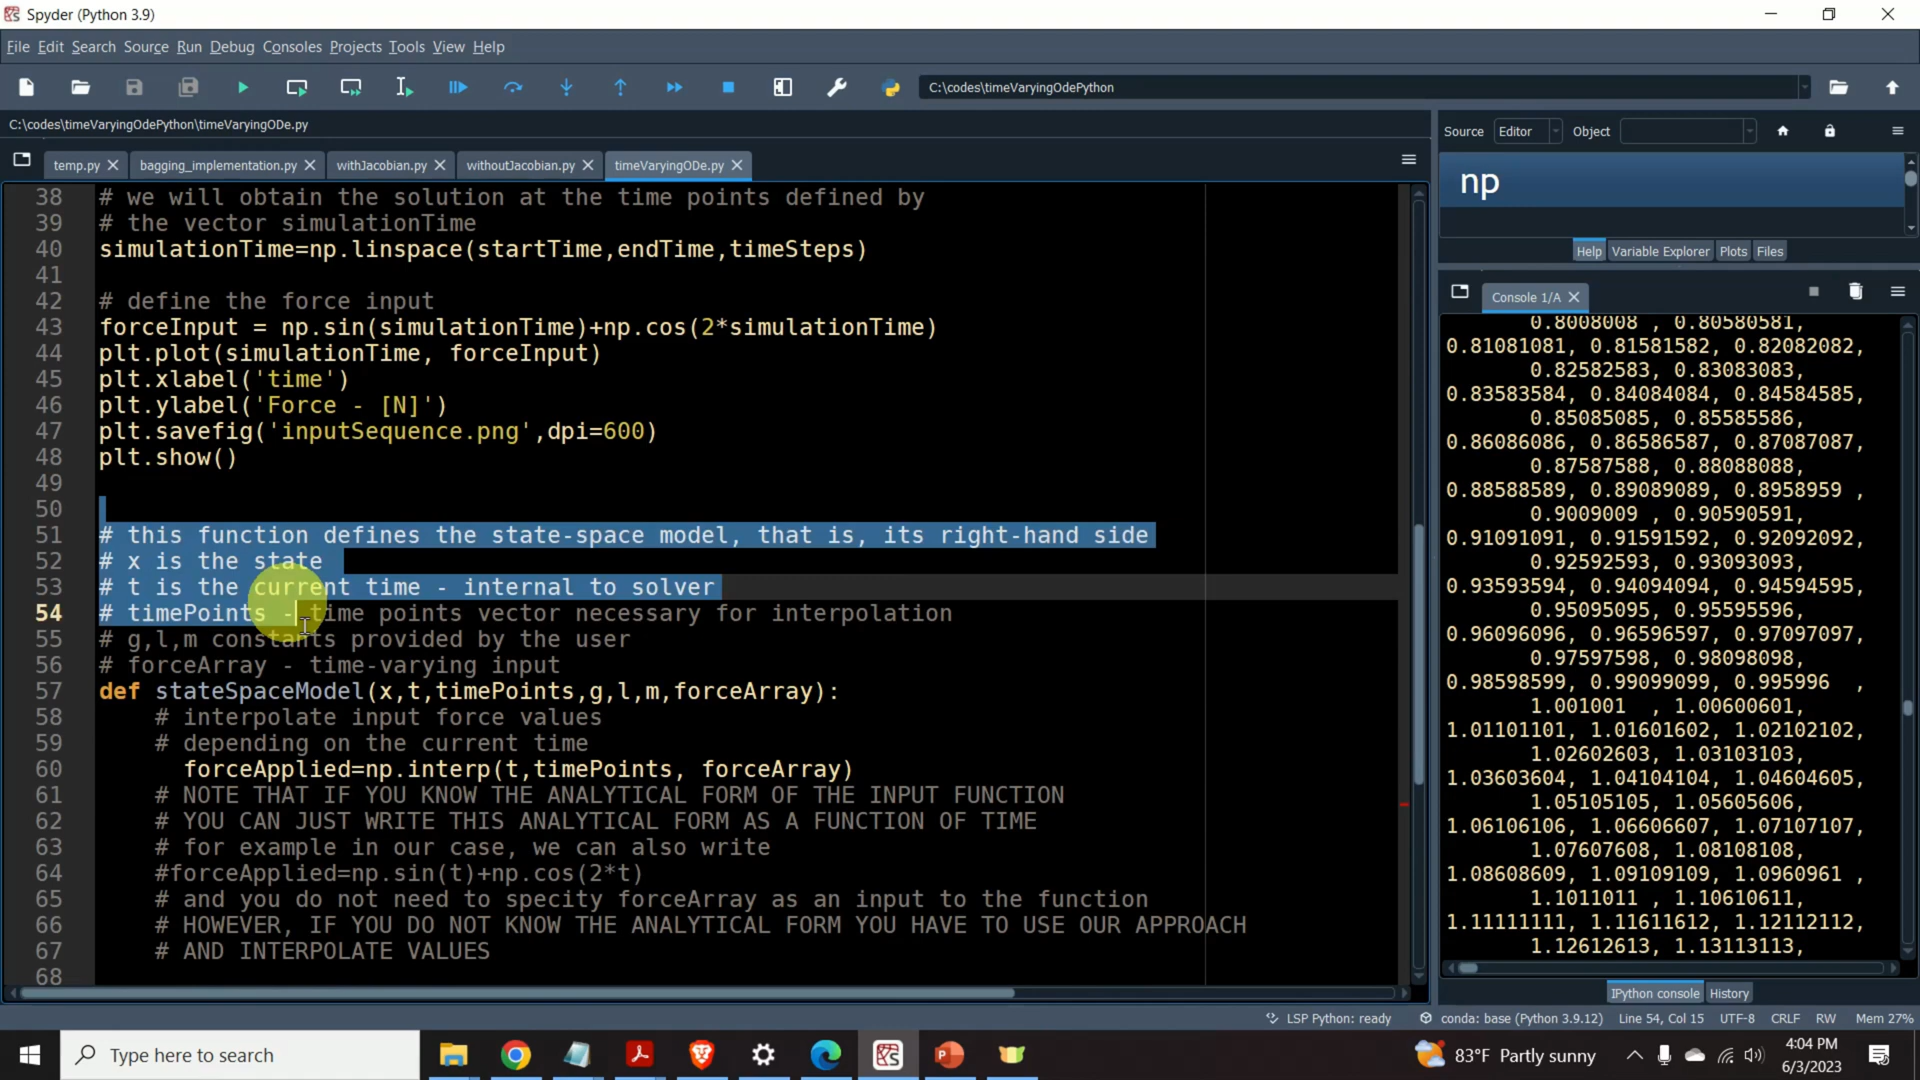 Spyder (Python 3.9)
File Edit Search Source Run Debug Consoles Projects Tools View Help
C:\codes\timeVaryingOdePython
C:\codes\timeVaryingOdePython\timeVaryingODe.py
temp.py
bagging_implementation.py
withJacobian.py
withoutJacobian.py
timeVaryingODe.py
38 # we will obtain the solution at the time points defined by
39 # the vector simulationTime
40 simulationTime=np.linspace(startTime,endTime,timeSteps)
41
42 # define the force input
43 forceInput = np.sin(simulationTime)+np.cos(2*simulationTime)
44 plt.plot(simulationTime, forceInput)
45 plt.xlabel('time')
46 plt.ylabel('Force - [N]')
47 plt.savefig('inputSequence.png',dpi=600)
48 plt.show()
49
50
51 # this function defines the state-space model, that is, its right-hand side
52 # x is the state
53 # t is the current time - internal to solver
54 # timePoints - time points vector necessary for interpolation
55 # g,l,m constants provided by the user
56 # forceArray - time-varying input
57 def stateSpaceModel(x,t,timePoints,g,l,m,forceArray):
58 # interpolate input force values
59 # depending on the current time
60 forceApplied=np.interp(t,timePoints, forceArray)
61 # NOTE THAT IF YOU KNOW THE ANALYTICAL FORM OF THE INPUT FUNCTION
62 # YOU CAN JUST WRITE THIS ANALYTICAL FORM AS A FUNCTION OF TIME
63 # for example in our case, we can also write
64 #forceApplied=np.sin(t)+np.cos(2*t)
65 # and you do not need to specify forceArray as an input to the function
66 # HOWEVER, IF YOU DO NOT KNOW THE ANALYTICAL FORM YOU HAVE TO USE OUR APPROACH
67 # AND INTERPOLATE VALUES
68
Source Editor Object
np
Help Variable Explorer Plots Files
Console 1/A
0.8008008 , 0.80580581,
0.81081081, 0.81581582, 0.82082082,
0.82582583, 0.83083083,
0.83583584, 0.84084084, 0.84584585,
0.85085085, 0.85585586,
0.86086086, 0.86586587, 0.87087087,
0.87587588, 0.88088088,
0.88588589, 0.89089089, 0.8958959 ,
0.9009009 , 0.90590591,
0.91091091, 0.91591592, 0.92092092,
0.92592593, 0.93093093,
0.93593594, 0.94094094, 0.94594595,
0.95095095, 0.95595596,
0.96096096, 0.96596597, 0.97097097,
0.97597598, 0.98098098,
0.98598599, 0.99099099, 0.995996 ,
1.001001 , 1.00600601,
1.01101101, 1.01601602, 1.02102102,
1.02602603, 1.03103103,
1.03603604, 1.04104104, 1.04604605,
1.05105105, 1.05605606,
1.06106106, 1.06606607, 1.07107107,
1.07607608, 1.08108108,
1.08608609, 1.09109109, 1.0960961 ,
1.1011011 , 1.10610611,
1.11111111, 1.11611612, 1.12112112,
1.12612613, 1.13113113,
IPython console History
LSP Python: ready conda: base (Python 3.9.12) Line 54, Col 15 UTF-8 CRLF RW Mem 27%
Type here to search
83°F Partly sunny
4:04 PM
6/3/2023